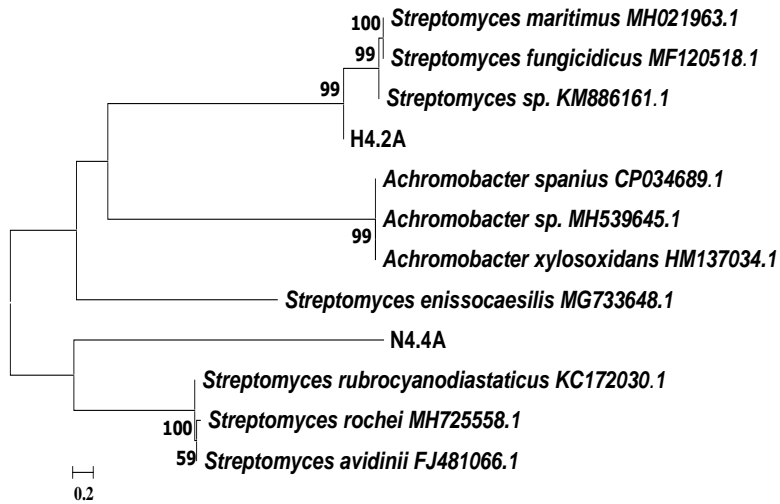 100
Streptomyces maritimus MH021963.1
99
Streptomyces fungicidicus MF120518.1
99
Streptomyces sp. KM886161.1
H4.2A
Achromobacter spanius CP034689.1
Achromobacter sp. MH539645.1
99
Achromobacter xylosoxidans HM137034.1
Streptomyces enissocaesilis MG733648.1
N4.4A
Streptomyces rubrocyanodiastaticus KC172030.1
Streptomyces rochei MH725558.1
100
59
Streptomyces avidinii FJ481066.1
0.2